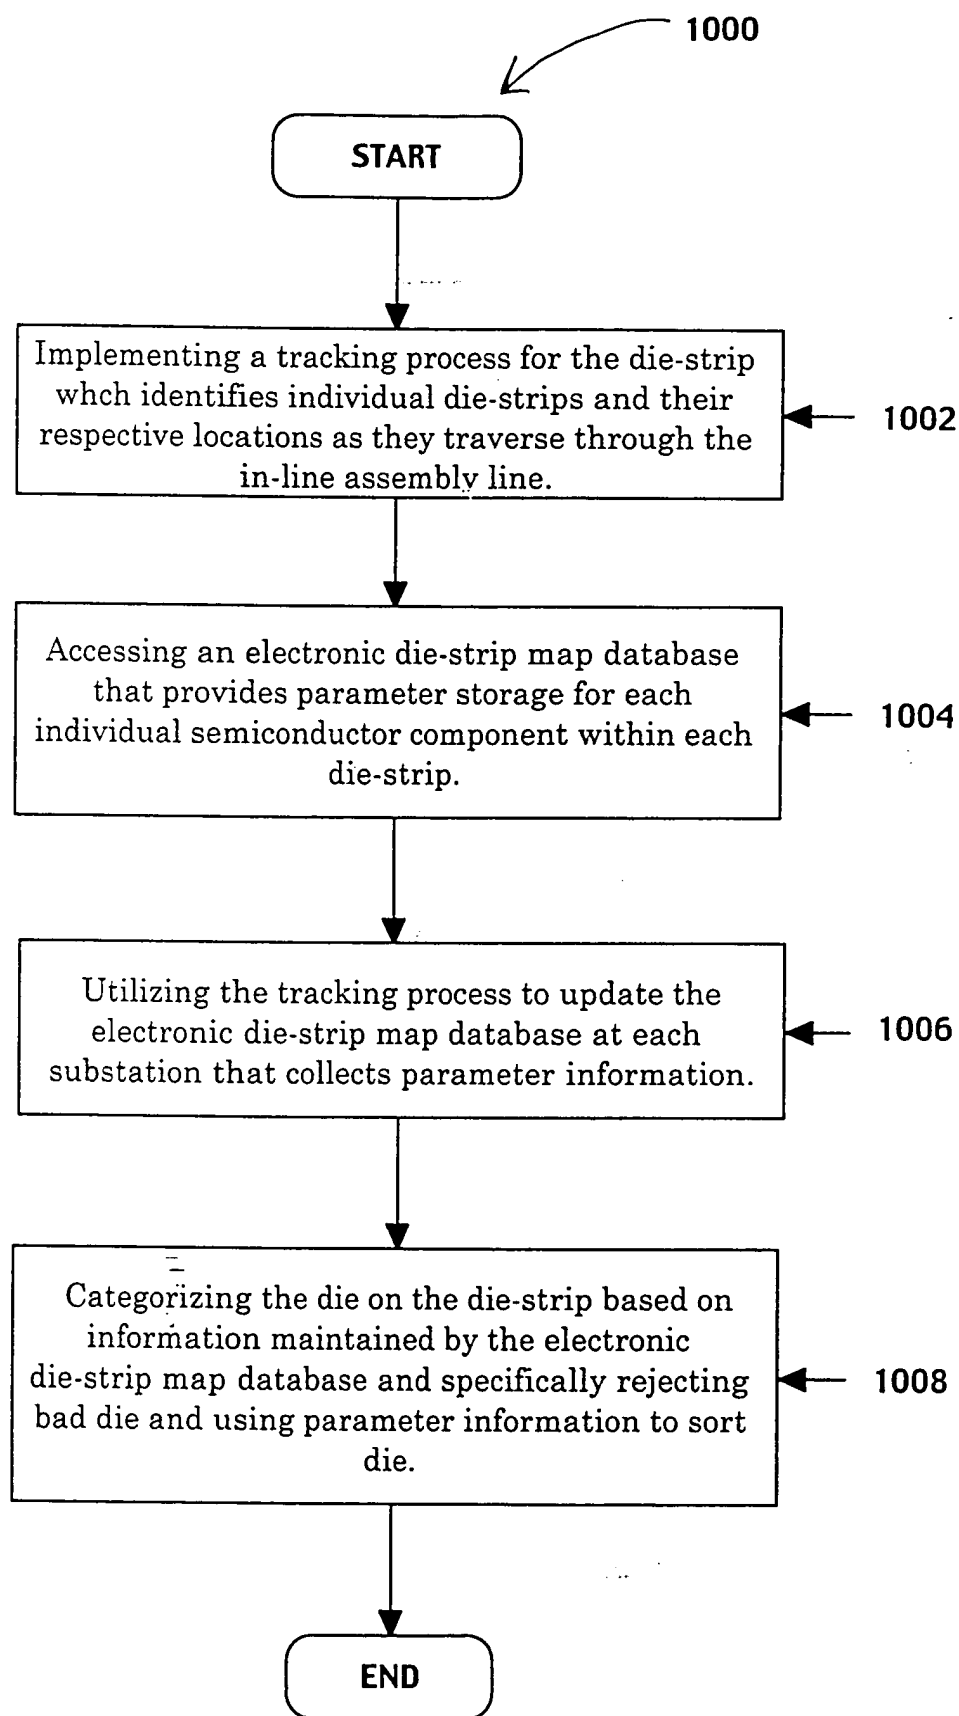 1000
START
Implementing a tracking process for the die-strip
whch identifies individual die-strips and their
respective locations as they traverse through the
in-line assembly line.
1002
Accessing an electronic die-strip map database
that provides parameter storage for each
individual semiconductor component within each
die-strip.
1004
Utilizing the tracking process to update the
electronic die-strip map database at each
substation that collects parameter information.
1006
Categorizing the die on the die-strip based on
information maintained by the electronic
die-strip map database and specifically rejecting
bad die and using parameter information to sort
die.
1008
END